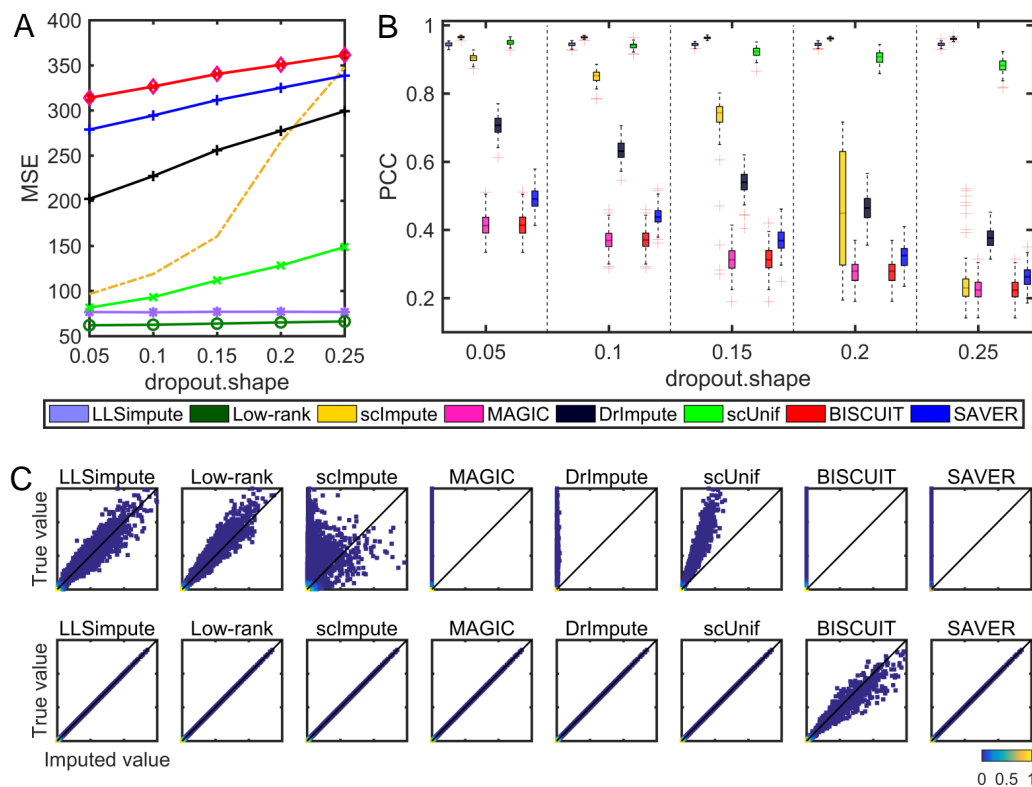 A
400
350
300
250
200
150
100
50
MSE
0.05 0.1 0.15 0.2 0.25
dropout.shape
B
1
0.8
0.6
0.4
0.2
PCC
0.05 0.1 0.15 0.2 0.25
dropout.shape
LLSimpute Low-rank scImpute MAGIC DrImpute scUnif BISCUIT SAVER
C
LLSimpute Low-rank scImpute MAGIC DrImpute scUnif BISCUIT SAVER
True value
LLSimpute Low-rank scImpute MAGIC DrImpute scUnif BISCUIT SAVER
True value
Imputed value
0 0.5 1